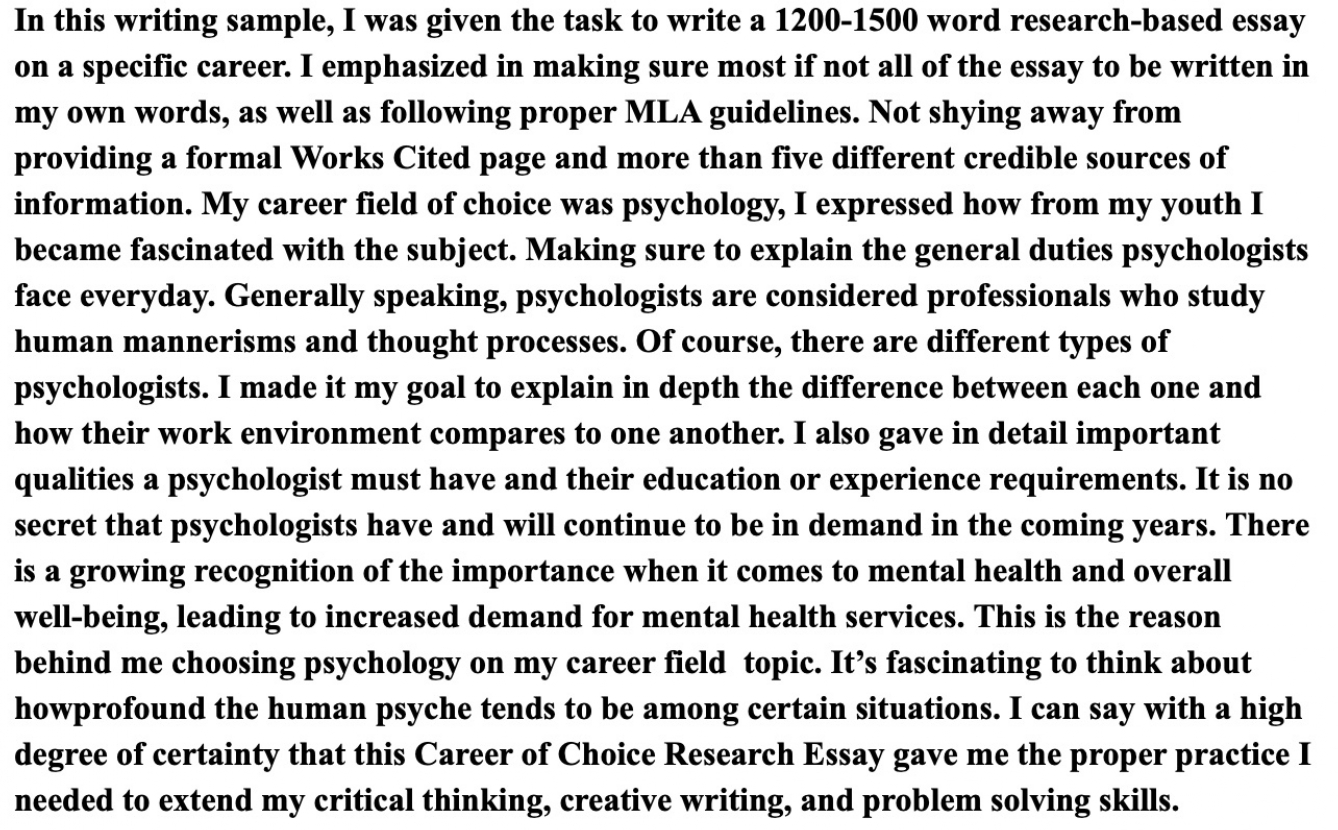 In this writing sample, I was given the task to write a 1200-1500 word research-based essay
on a specific career. I emphasized in making sure most if not all of the essay to be written in
my own words, as well as following proper MLA guidelines. Not shying away from
providing a formal Works Cited page and more than five different credible sources of
information. My career field of choice was psychology, I expressed how from my youth I
became fascinated with the subject. Making sure to explain the general duties psychologists
face everyday. Generally speaking, psychologists are considered professionals who study
human mannerisms and thought processes. Of course, there are different types of
psychologists. I made it my goal to explain in depth the difference between each one and
how their work environment compares to one another. I also gave in detail important
qualities a psychologist must have and their education or experience requirements. It is no
secret that psychologists have and will continue to be in demand in the coming years. There
is a growing recognition of the importance when it comes to mental health and overall
well-being, leading to increased demand for mental health services. This is the reason
behind me choosing psychology on my career field  topic. It’s fascinating to think about
howprofound the human psyche tends to be among certain situations. I can say with a high
degree of certainty that this Career of Choice Research Essay gave me the proper practice I
needed to extend my critical thinking, creative writing, and problem solving skills.